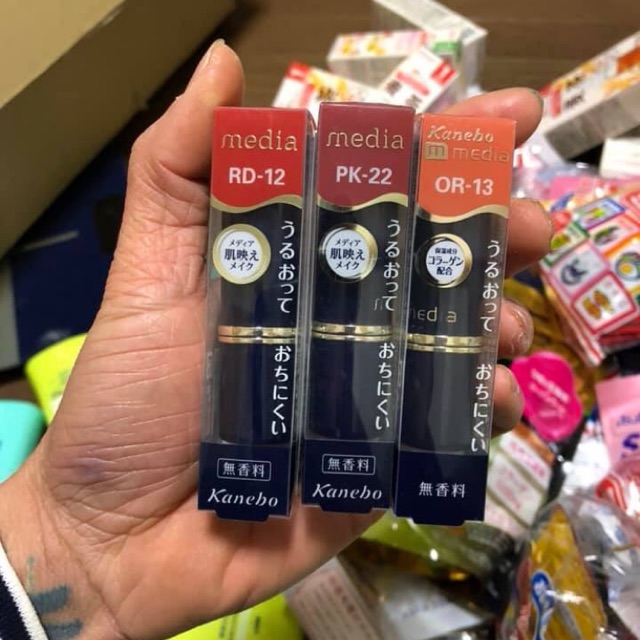 media
RD-12
メディア
肌映え
メイク
うるおって
おちにくい
無香料
Kanebo
media
PK-22
メディア
肌映え
メイク
うるおって
おちにくい
無香料
Kanebo
Kanebo
m media
OR-13
保湿成分
コラーゲン
配合
media
うるおって
おちにくい
無香料